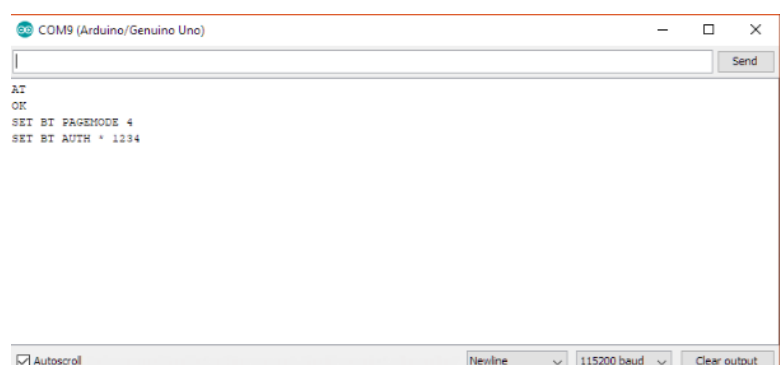 COM9 (Arduino/Genuino Uno)
Send
AT
OK
SET BT PAGEMODE 4
SET BT AUTH * 1234
Autoscroll
Newline
115200 baud
Clear output